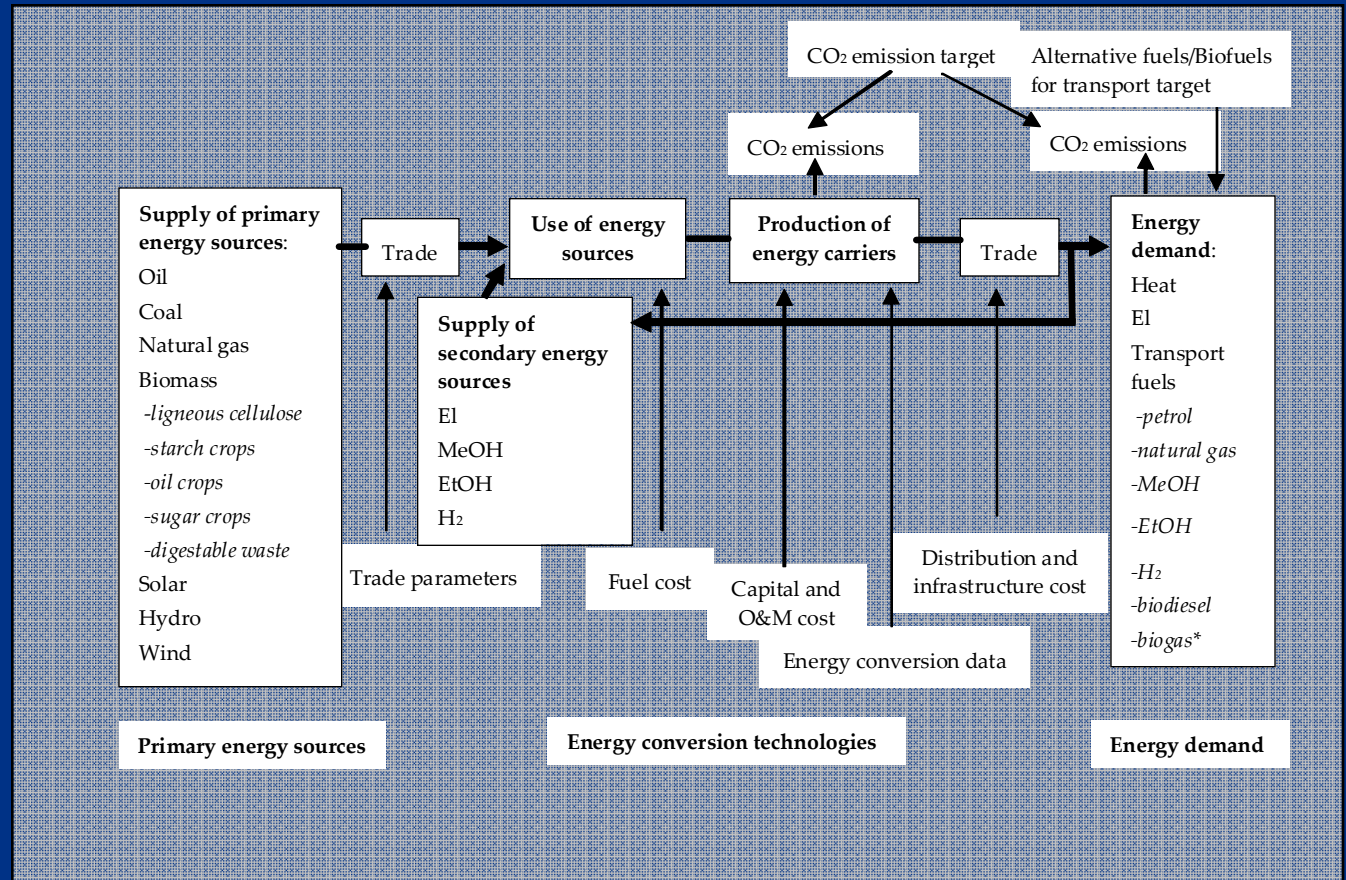 CO2 emission target
Alternative fuels/Biofuels
for transport target
CO2 emissions
CO2 emissions
Supply of primary
energy sources:
Oil
Coal
Natural gas
Biomass
-ligneous cellulose
-starch crops
-oil crops
-sugar crops
-digestable waste
Solar
Hydro
Wind
Trade
Use of energy
sources
Production of
energy carriers
Trade
Supply of
secondary energy
sources
El
MeOH
EtOH
H2
Energy
demand:
Heat
El
Transport
fuels
-petrol
-natural gas
-MeOH
-EtOH
-H2
-biodiesel
-biogas*
Trade parameters
Fuel cost
Capital and
O&M cost
Energy conversion data
Distribution and
infrastructure cost
Primary energy sources
Energy conversion technologies
Energy demand